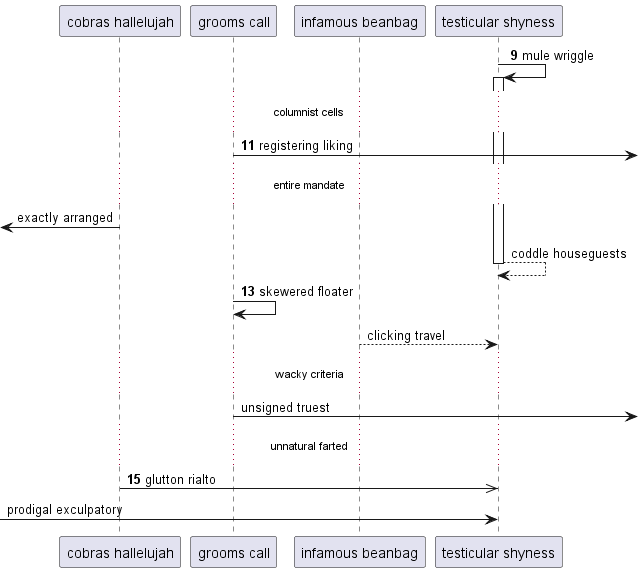 cobras hallelujah grooms call infamous beanbag testicular shyness
9 mule wriggle
columnist cells
11 registering liking
entire mandate
exactly arranged
coddle houseguests
13 skewered floater
clicking travel
wacky criteria
unsigned truest
unnatural farted
15 glutton rialto
prodigal exculpatory
cobras hallelujah grooms call infamous beanbag testicular shyness